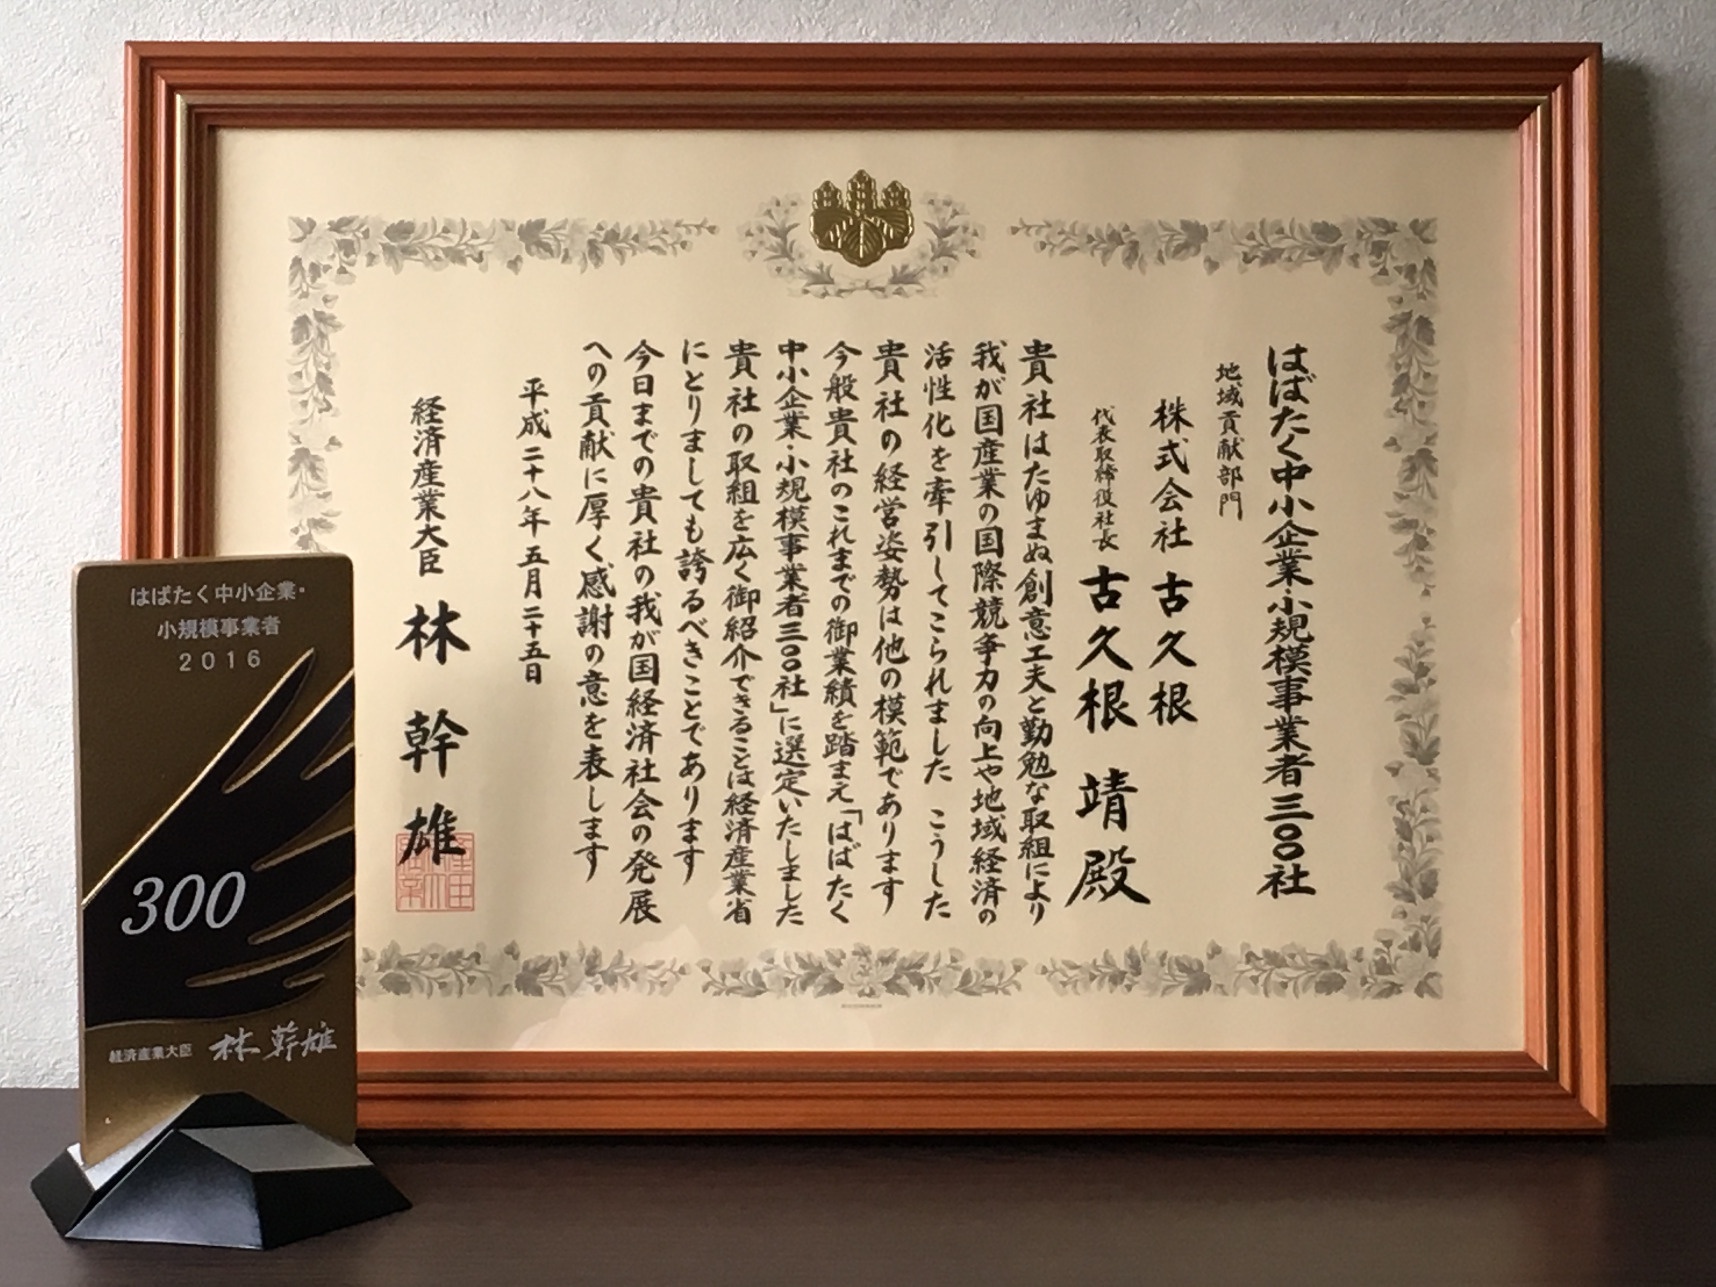 はばたく中小企業・小規模事業者三〇〇社
地域貢献部門
株式会社 古久根
代表取締役社長 古久根 靖 殿
貴社はたゆまぬ創意工夫と勤勉な取組により
我が国産業の国際競争力の向上や地域経済の
活性化を牽引してこられました こうした
貴社の経営姿勢は他の模範であります
今般貴社のこれまでの御業績を踏まえ「はばたく
中小企業・小規模事業者三〇〇社」に選定いたしました
貴社の取組を広く御紹介できることは経済産業省
にとりましても誇るべきことであります
今日までの貴社の我が国経済社会の発展
への貢献に厚く感謝の意を表します
平成二十八年五月二十五日
経済産業大臣 林 幹 雄
はばたく中小企業・
小規模事業者
2016
300
経済産業大臣 林 幹雄